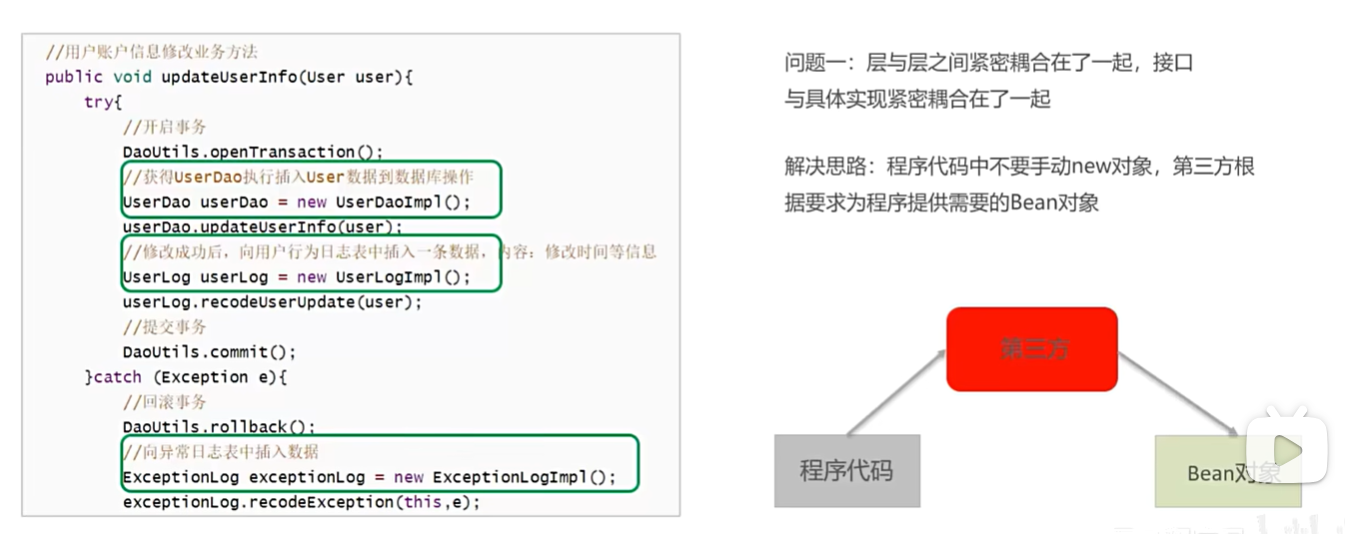 //用户账户信息修改业务方法
public void updateUserInfo(User user){
try{
//开启事务
DaoUtils.openTransaction();
//获得UserDao执行插入User数据到数据库操作
UserDao userDao = new UserDaoImpl();
userDao.updateUserInfo(user);
//修改成功后，向用户行为日志表中插入一条数据，内容：修改时间等信息
UserLog userLog = new UserLogImpl();
userLog.recodeUserUpdate(user);
//提交事务
DaoUtils.commit();
}catch (Exception e){
//回滚事务
DaoUtils.rollback();
//向异常日志表中插入数据
ExceptionLog exceptionLog = new ExceptionLogImpl();
exceptionLog.recodeException(this,e);
问题一：层与层之间紧密耦合在了一起，接口
与具体实现紧密耦合在了一起
解决思路：程序代码中不要手动new对象，第三方根
据要求为程序提供需要的Bean对象
第三方
程序代码
Bean对象